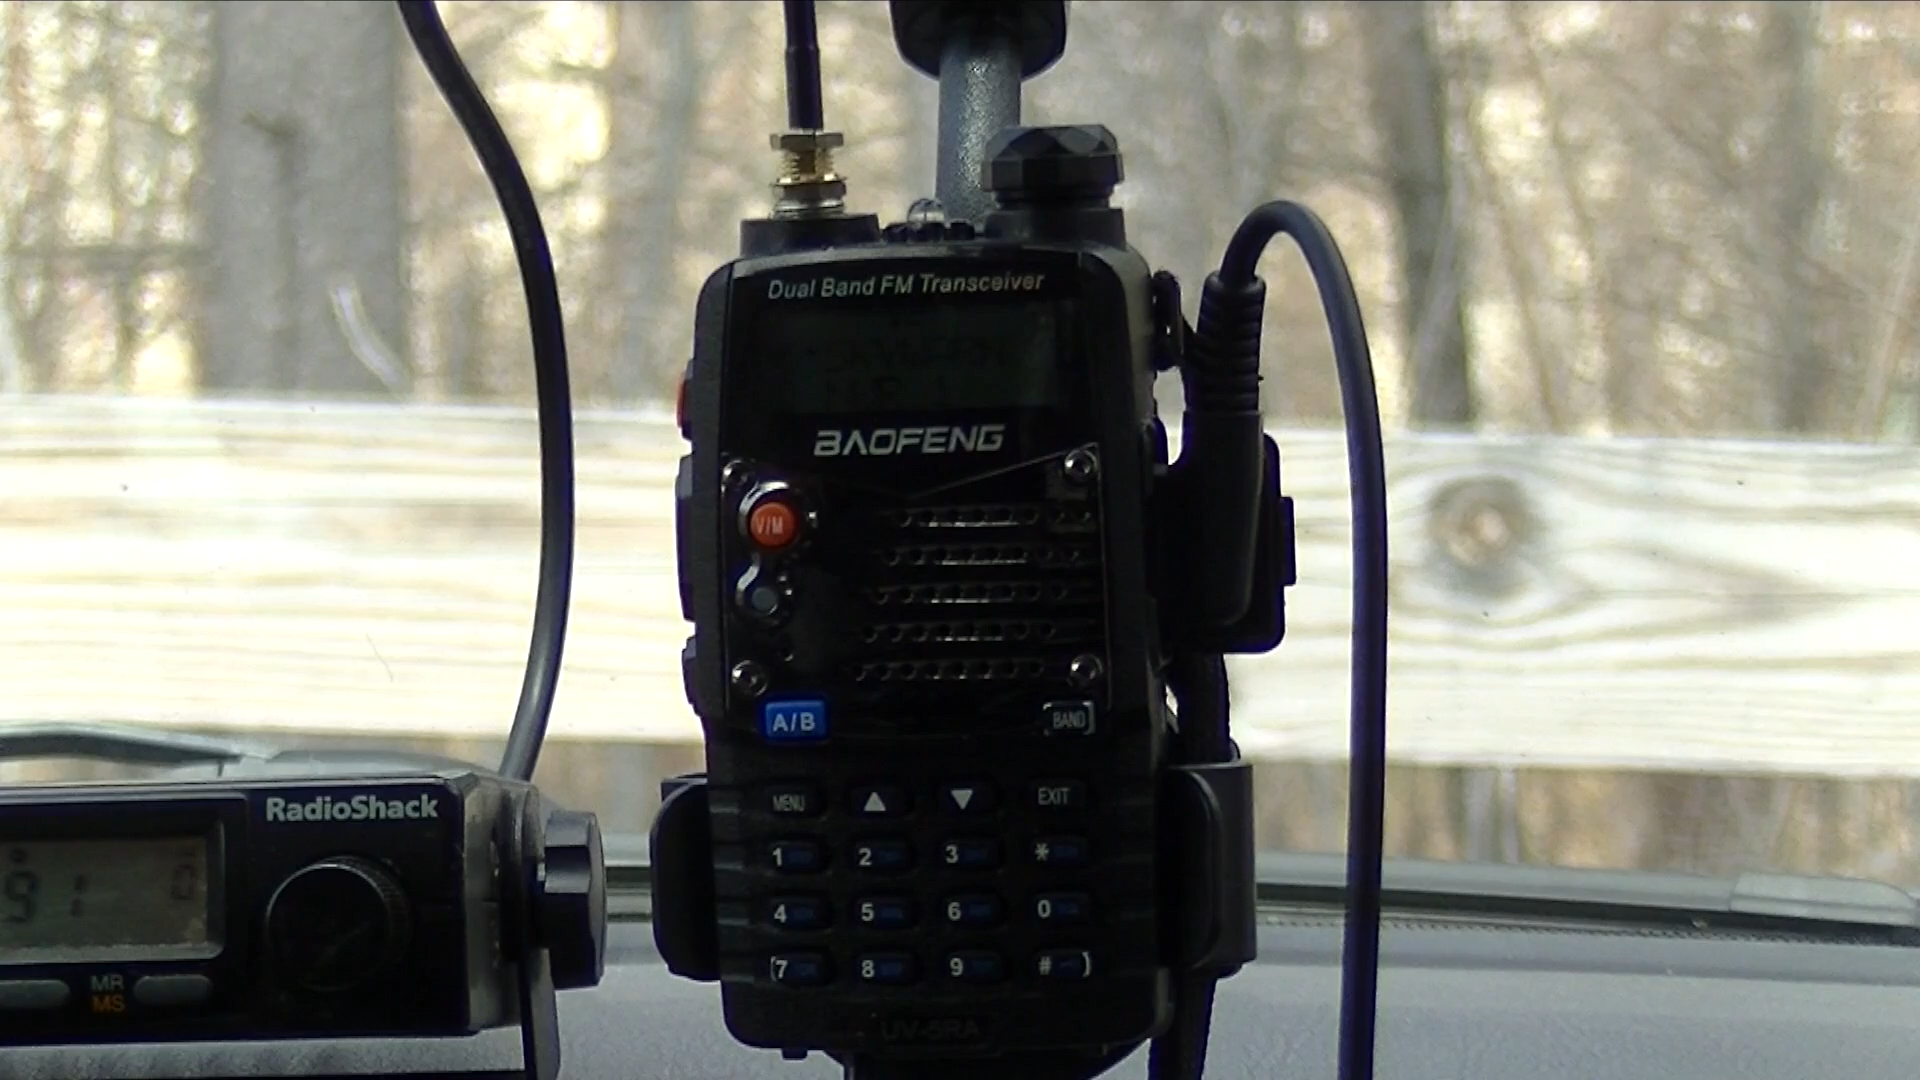 Dual Band FM Transceiver
BAOFENG
V/M
A/B
BAND
MENU ▲ ▼ EXIT
1 2 3 *
4 5 6 0
7 8 9 #
UV-5RA
RadioShack
MR
MS